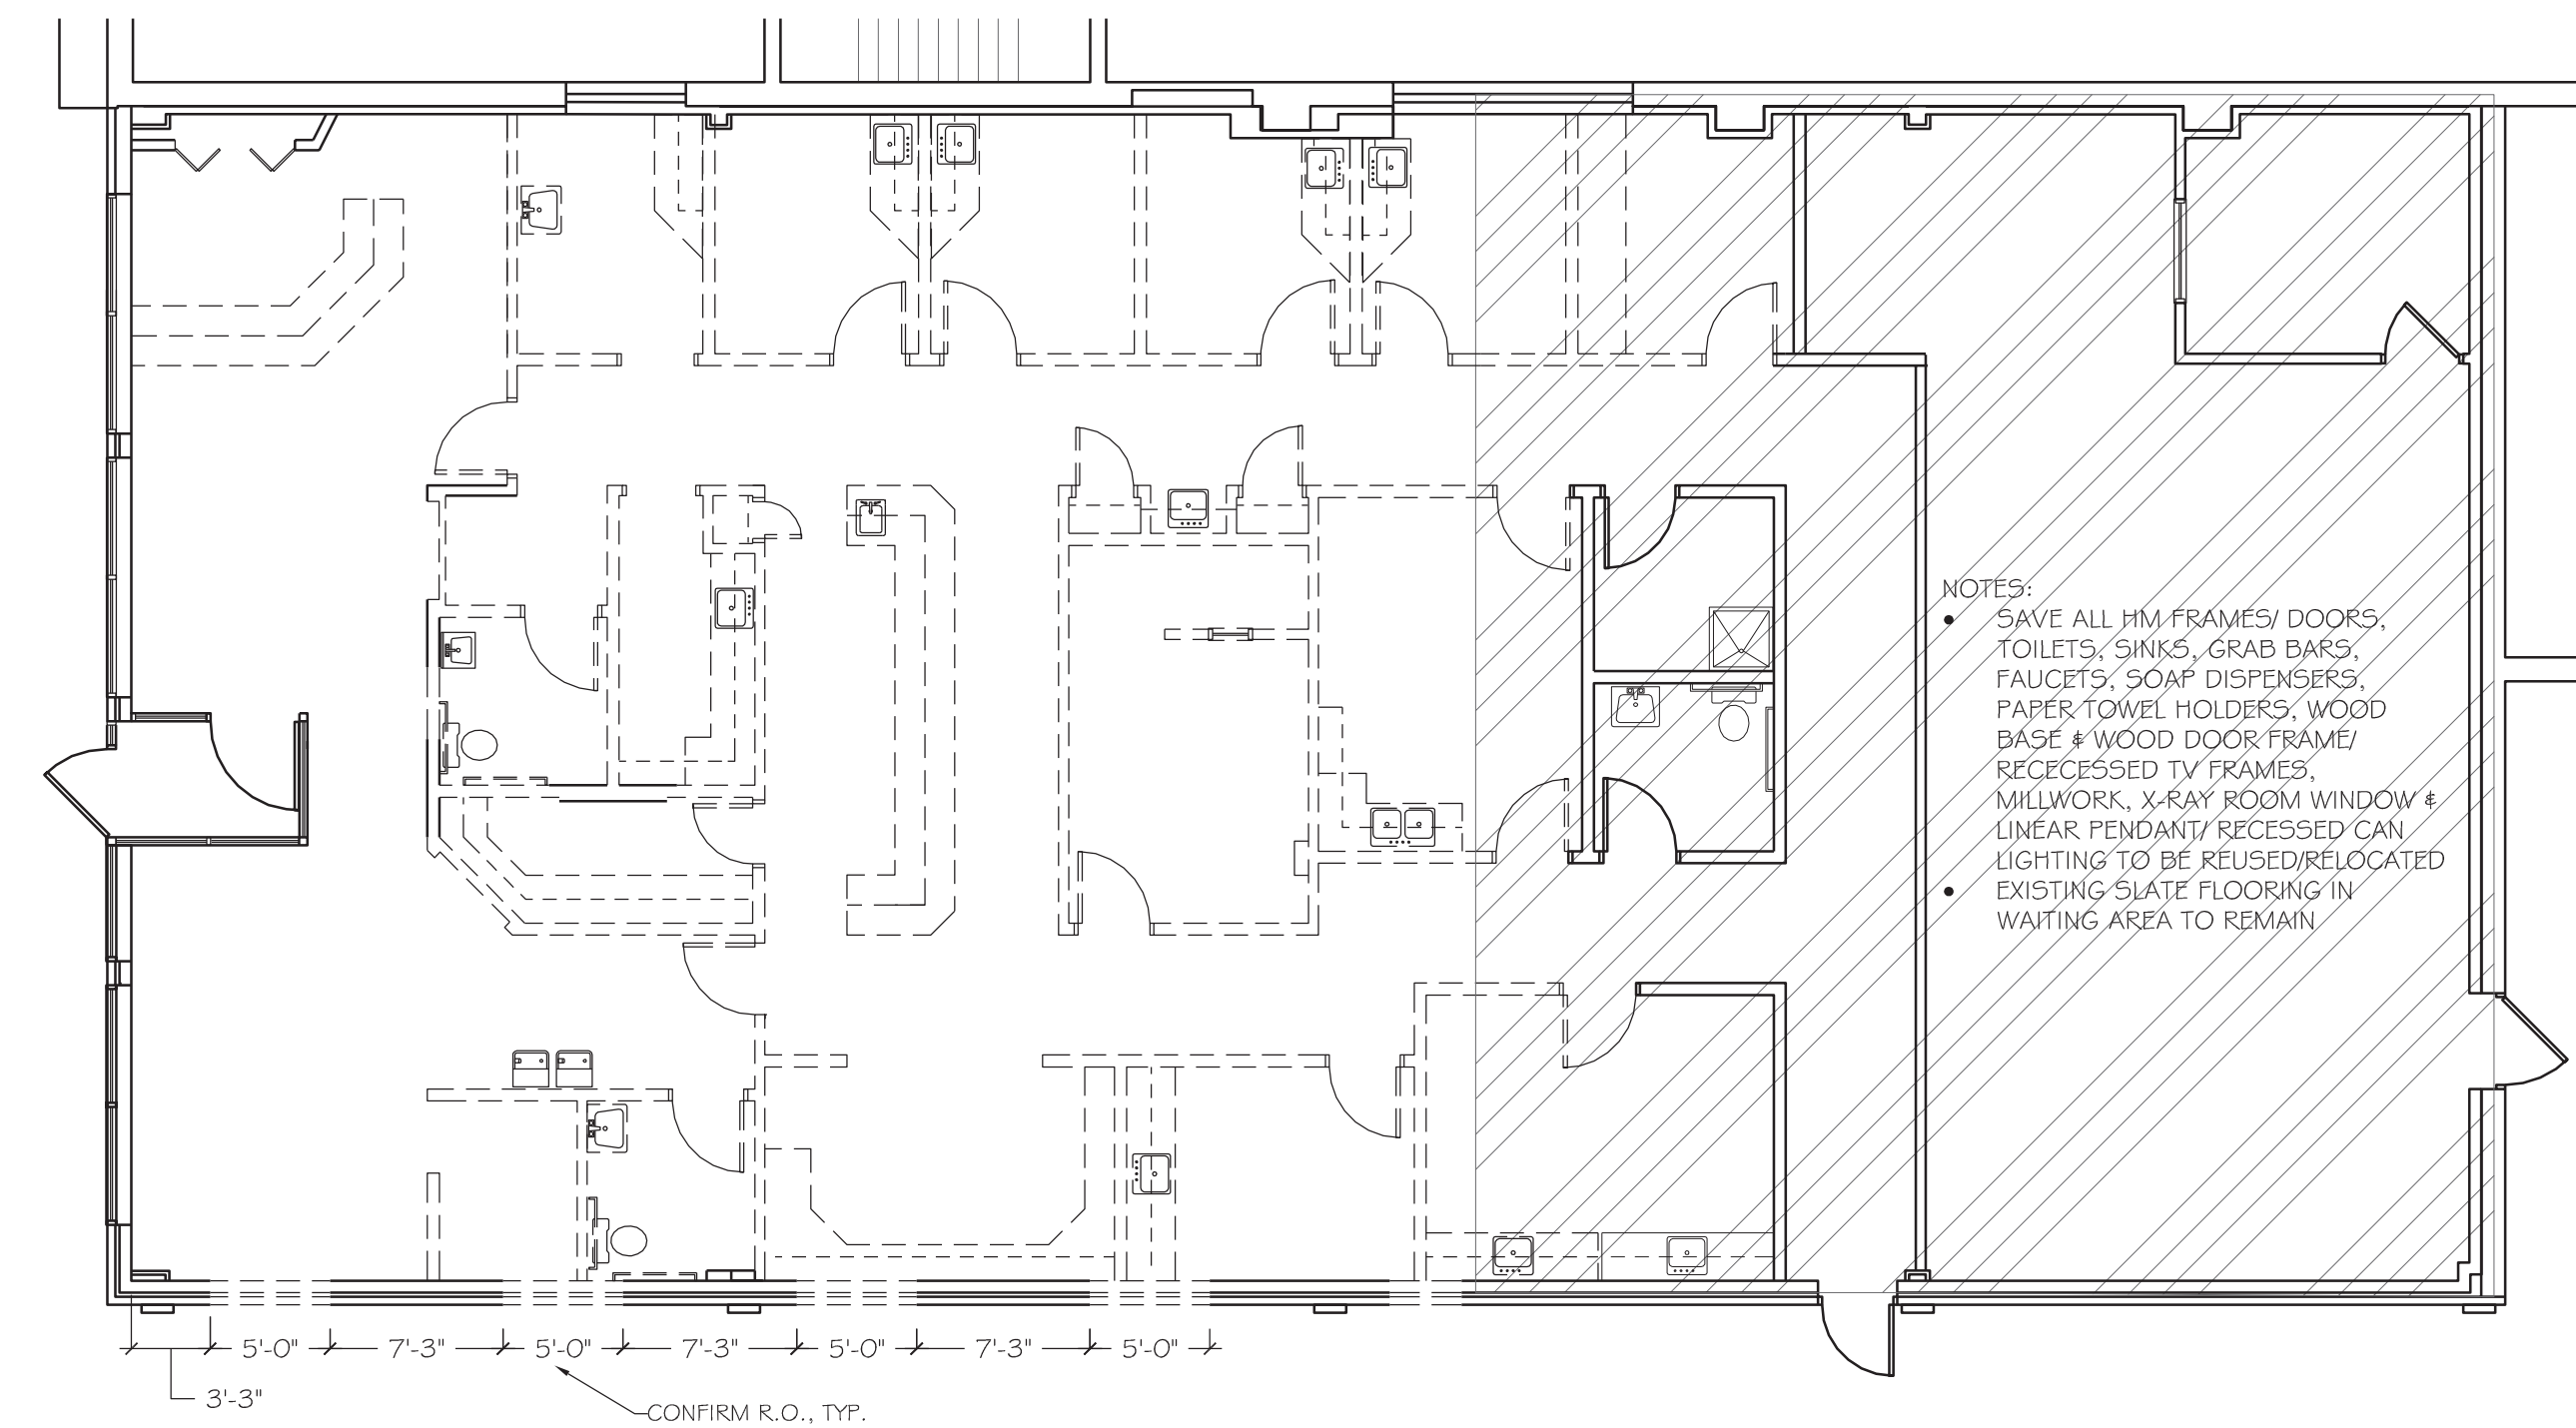 NOTES:
• SAVE ALL HM FRAMES/ DOORS,
TOILETS, SINKS, GRAB BARS,
FAUCETS, SOAP DISPENSERS,
PAPER TOWEL HOLDERS, WOOD
BASE & WOOD DOOR FRAME/
RECECESSED TV FRAMES,
MILLWORK, X-RAY ROOM WINDOW &
LINEAR PENDANT/ RECESSED CAN
LIGHTING TO BE REUSED/RELOCATED
• EXISTING SLATE FLOORING IN
WAITING AREA TO REMAIN
5'-0" 7'-3" 5'-0" 7'-3" 5'-0" 7'-3" 5'-0"
3'-3"
CONFIRM R.O., TYP.